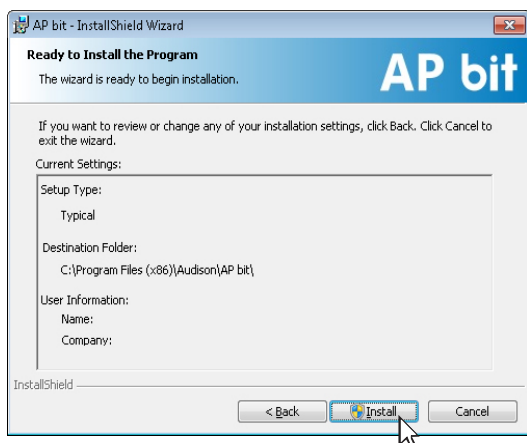 AP bit - InstallShield Wizard
Ready to Install the Program
The wizard is ready to begin installation.
AP bit
If you want to review or change any of your installation settings, click Back. Click Cancel to
exit the wizard.
Current Settings:
Setup Type:
Typical
Destination Folder:
C:\Program Files (x86)\Audison\AP bit\
User Information:
Name:
Company:
InstallShield
< Back
Install
Cancel